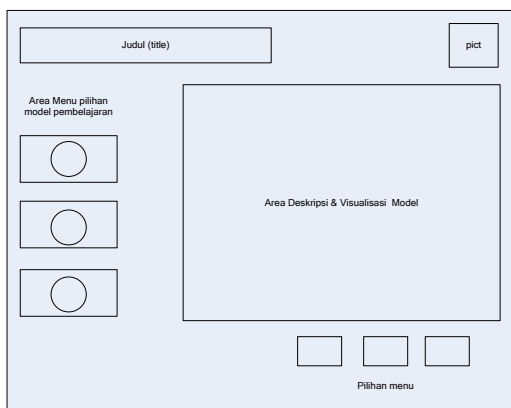 Judul (title)
pict
Area Menu pilihan
model pembelajaran
Area Deskripsi & Visualisasi Model
Pilihan menu